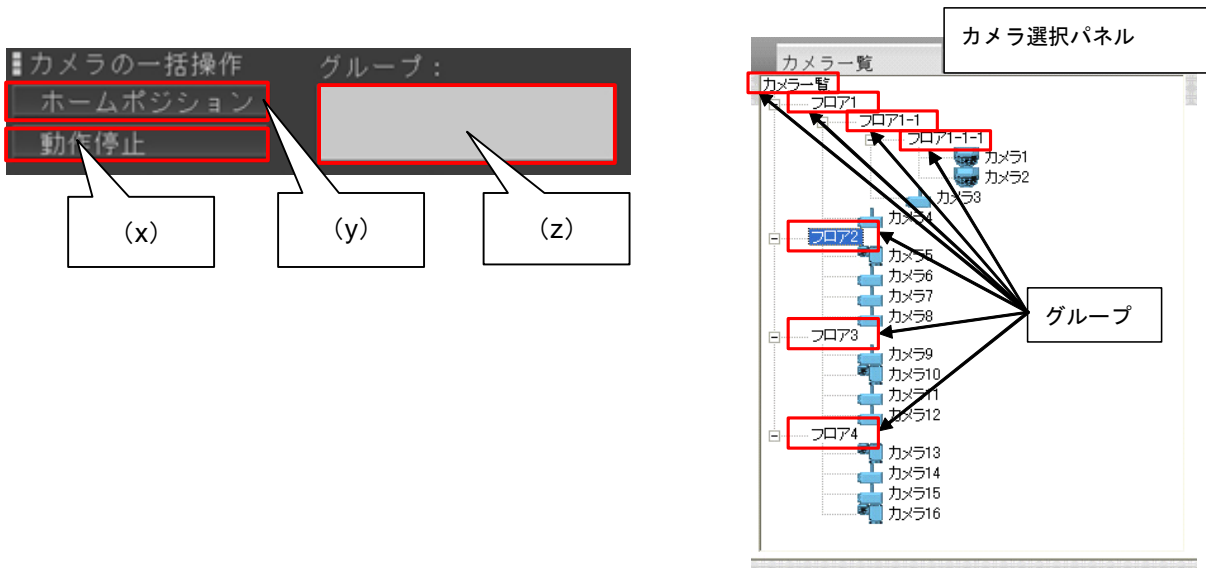 カメラの一括操作
グループ：
ホームポジション
動作停止
（x）
（y）
（z）
カメラ選択パネル
カメラ一覧
カメラ一覧
フロア1
フロア1-1
フロア1-1-1
カメラ1
カメラ2
カメラ3
カメラ4
フロア2
カメラ5
カメラ6
カメラ7
カメラ8
グループ
フロア3
カメラ9
カメラ10
カメラ11
カメラ12
フロア4
カメラ13
カメラ14
カメラ15
カメラ16